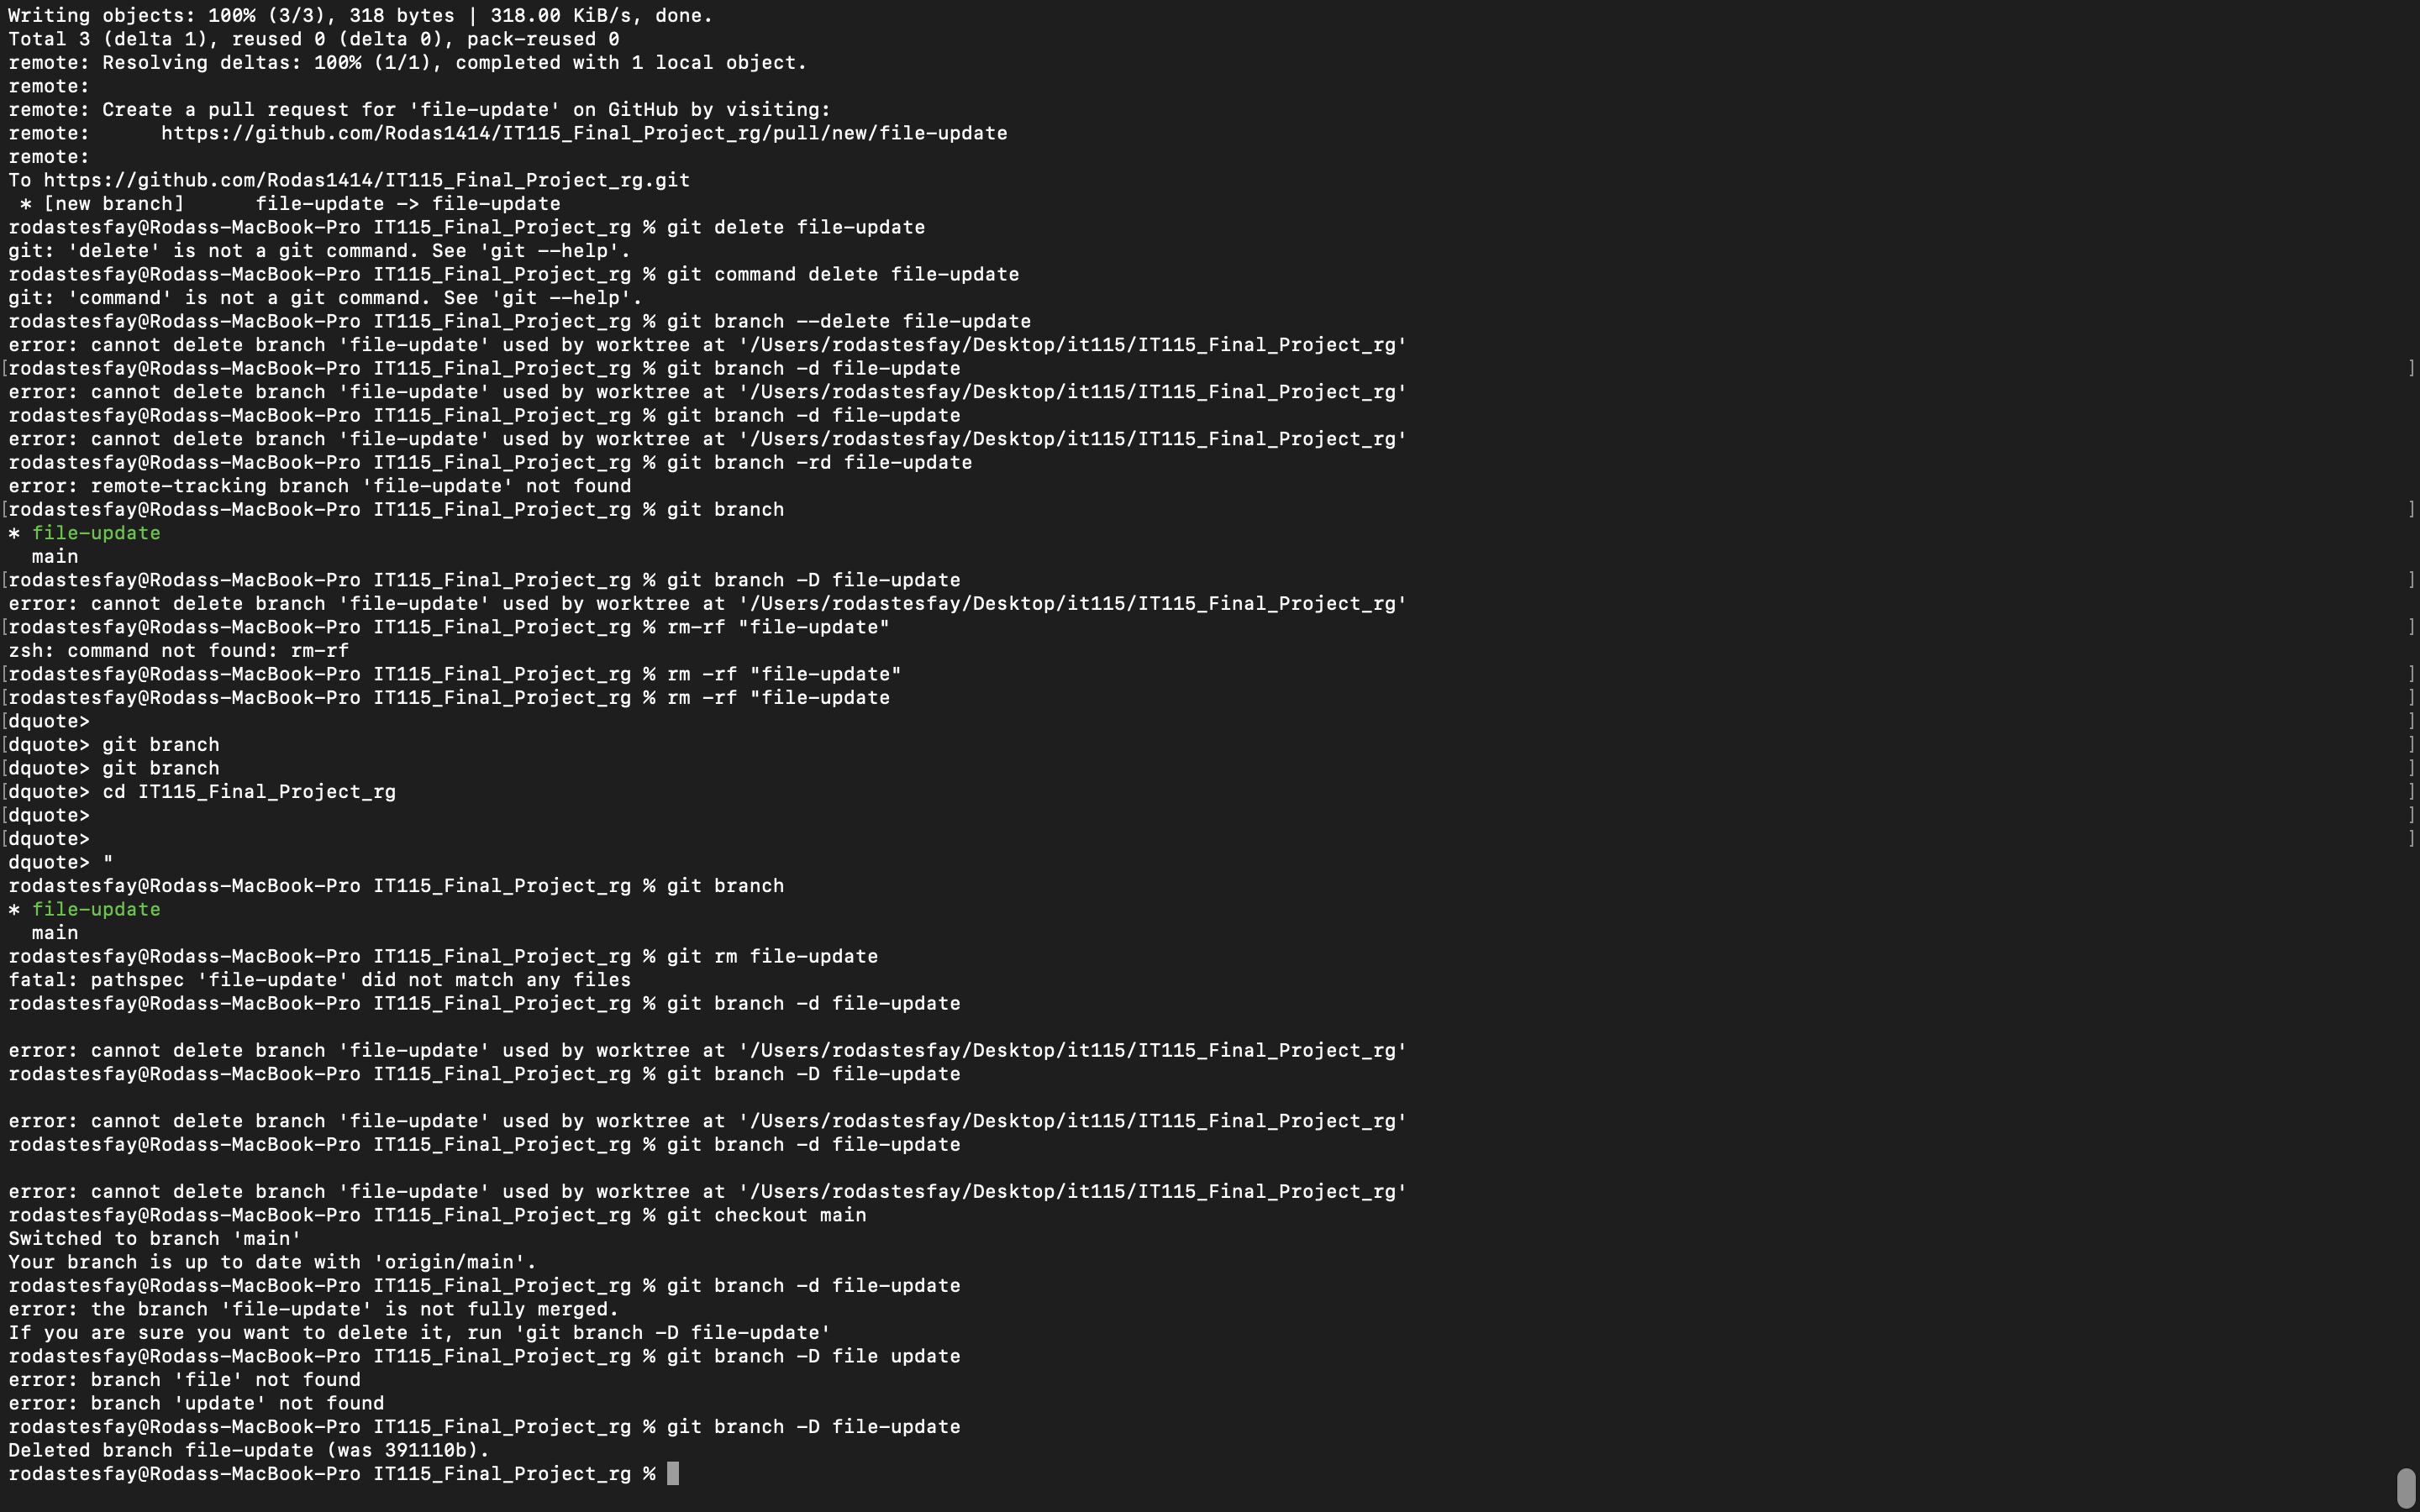 Writing objects: 100% (3/3), 318 bytes | 318.00 KiB/s, done.
Total 3 (delta 1), reused 0 (delta 0), pack-reused 0
remote: Resolving deltas: 100% (1/1), completed with 1 local object.
remote:
remote: Create a pull request for 'file-update' on GitHub by visiting:
remote:      https://github.com/Rodas1414/IT115_Final_Project_rg/pull/new/file-update
remote:
To https://github.com/Rodas1414/IT115_Final_Project_rg.git
 * [new branch]      file-update -> file-update
rodastesfay@Rodass-MacBook-Pro IT115_Final_Project_rg % git delete file-update
git: 'delete' is not a git command. See 'git --help'.
rodastesfay@Rodass-MacBook-Pro IT115_Final_Project_rg % git command delete file-update
git: 'command' is not a git command. See 'git --help'.
rodastesfay@Rodass-MacBook-Pro IT115_Final_Project_rg % git branch --delete file-update
error: cannot delete branch 'file-update' used by worktree at '/Users/rodastesfay/Desktop/it115/IT115_Final_Project_rg'
[rodastesfay@Rodass-MacBook-Pro IT115_Final_Project_rg % git branch -d file-update ]
error: cannot delete branch 'file-update' used by worktree at '/Users/rodastesfay/Desktop/it115/IT115_Final_Project_rg'
rodastesfay@Rodass-MacBook-Pro IT115_Final_Project_rg % git branch -d file-update
error: cannot delete branch 'file-update' used by worktree at '/Users/rodastesfay/Desktop/it115/IT115_Final_Project_rg'
rodastesfay@Rodass-MacBook-Pro IT115_Final_Project_rg % git branch -rd file-update
error: remote-tracking branch 'file-update' not found
[rodastesfay@Rodass-MacBook-Pro IT115_Final_Project_rg % git branch ]
* file-update
  main
[rodastesfay@Rodass-MacBook-Pro IT115_Final_Project_rg % git branch -D file-update ]
error: cannot delete branch 'file-update' used by worktree at '/Users/rodastesfay/Desktop/it115/IT115_Final_Project_rg'
[rodastesfay@Rodass-MacBook-Pro IT115_Final_Project_rg % rm-rf "file-update" ]
zsh: command not found: rm-rf
[rodastesfay@Rodass-MacBook-Pro IT115_Final_Project_rg % rm -rf "file-update" ]
[rodastesfay@Rodass-MacBook-Pro IT115_Final_Project_rg % rm -rf "file-update ]
[dquote> ]
[dquote> git branch ]
[dquote> git branch ]
[dquote> cd IT115_Final_Project_rg ]
[dquote> ]
[dquote> ]
dquote> "
rodastesfay@Rodass-MacBook-Pro IT115_Final_Project_rg % git branch
* file-update
  main
rodastesfay@Rodass-MacBook-Pro IT115_Final_Project_rg % git rm file-update
fatal: pathspec 'file-update' did not match any files
rodastesfay@Rodass-MacBook-Pro IT115_Final_Project_rg % git branch -d file-update
error: cannot delete branch 'file-update' used by worktree at '/Users/rodastesfay/Desktop/it115/IT115_Final_Project_rg'
rodastesfay@Rodass-MacBook-Pro IT115_Final_Project_rg % git branch -D file-update
error: cannot delete branch 'file-update' used by worktree at '/Users/rodastesfay/Desktop/it115/IT115_Final_Project_rg'
rodastesfay@Rodass-MacBook-Pro IT115_Final_Project_rg % git branch -d file-update
error: cannot delete branch 'file-update' used by worktree at '/Users/rodastesfay/Desktop/it115/IT115_Final_Project_rg'
rodastesfay@Rodass-MacBook-Pro IT115_Final_Project_rg % git checkout main
Switched to branch 'main'
Your branch is up to date with 'origin/main'.
rodastesfay@Rodass-MacBook-Pro IT115_Final_Project_rg % git branch -d file-update
error: the branch 'file-update' is not fully merged.
If you are sure you want to delete it, run 'git branch -D file-update'
rodastesfay@Rodass-MacBook-Pro IT115_Final_Project_rg % git branch -D file update
error: branch 'file' not found
error: branch 'update' not found
rodastesfay@Rodass-MacBook-Pro IT115_Final_Project_rg % git branch -D file-update
Deleted branch file-update (was 391110b).
rodastesfay@Rodass-MacBook-Pro IT115_Final_Project_rg %